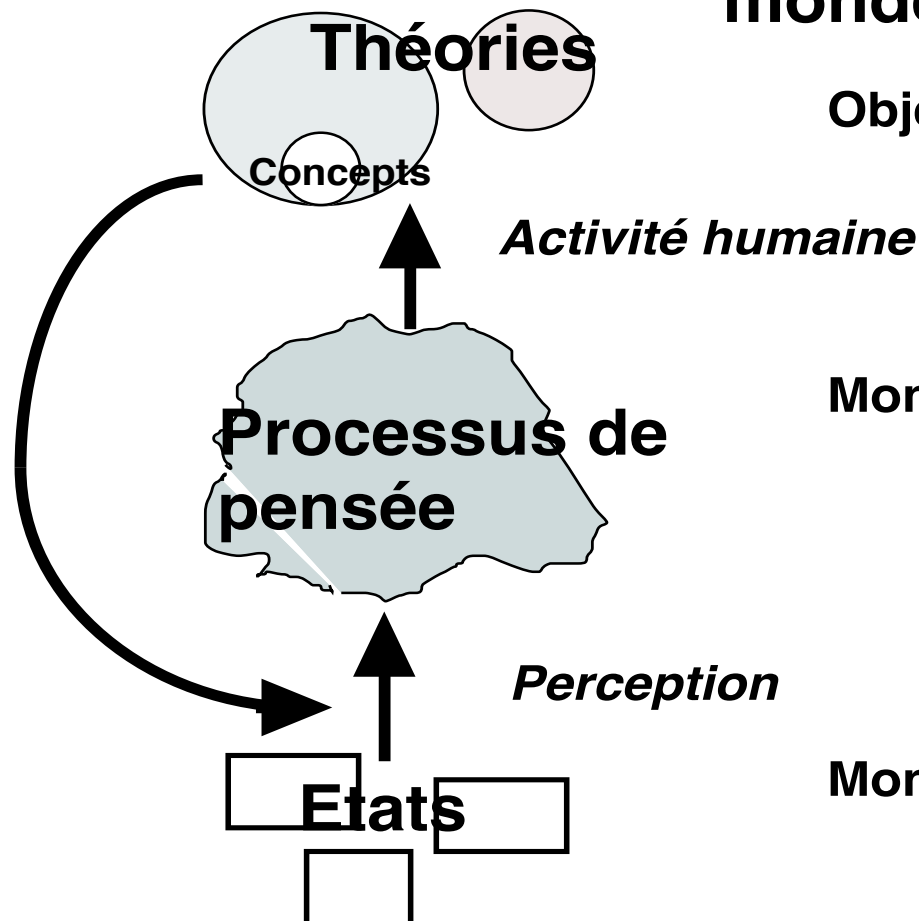 Théories
Concepts
Activité humaine
Processus de
pensée
Perception
Etats